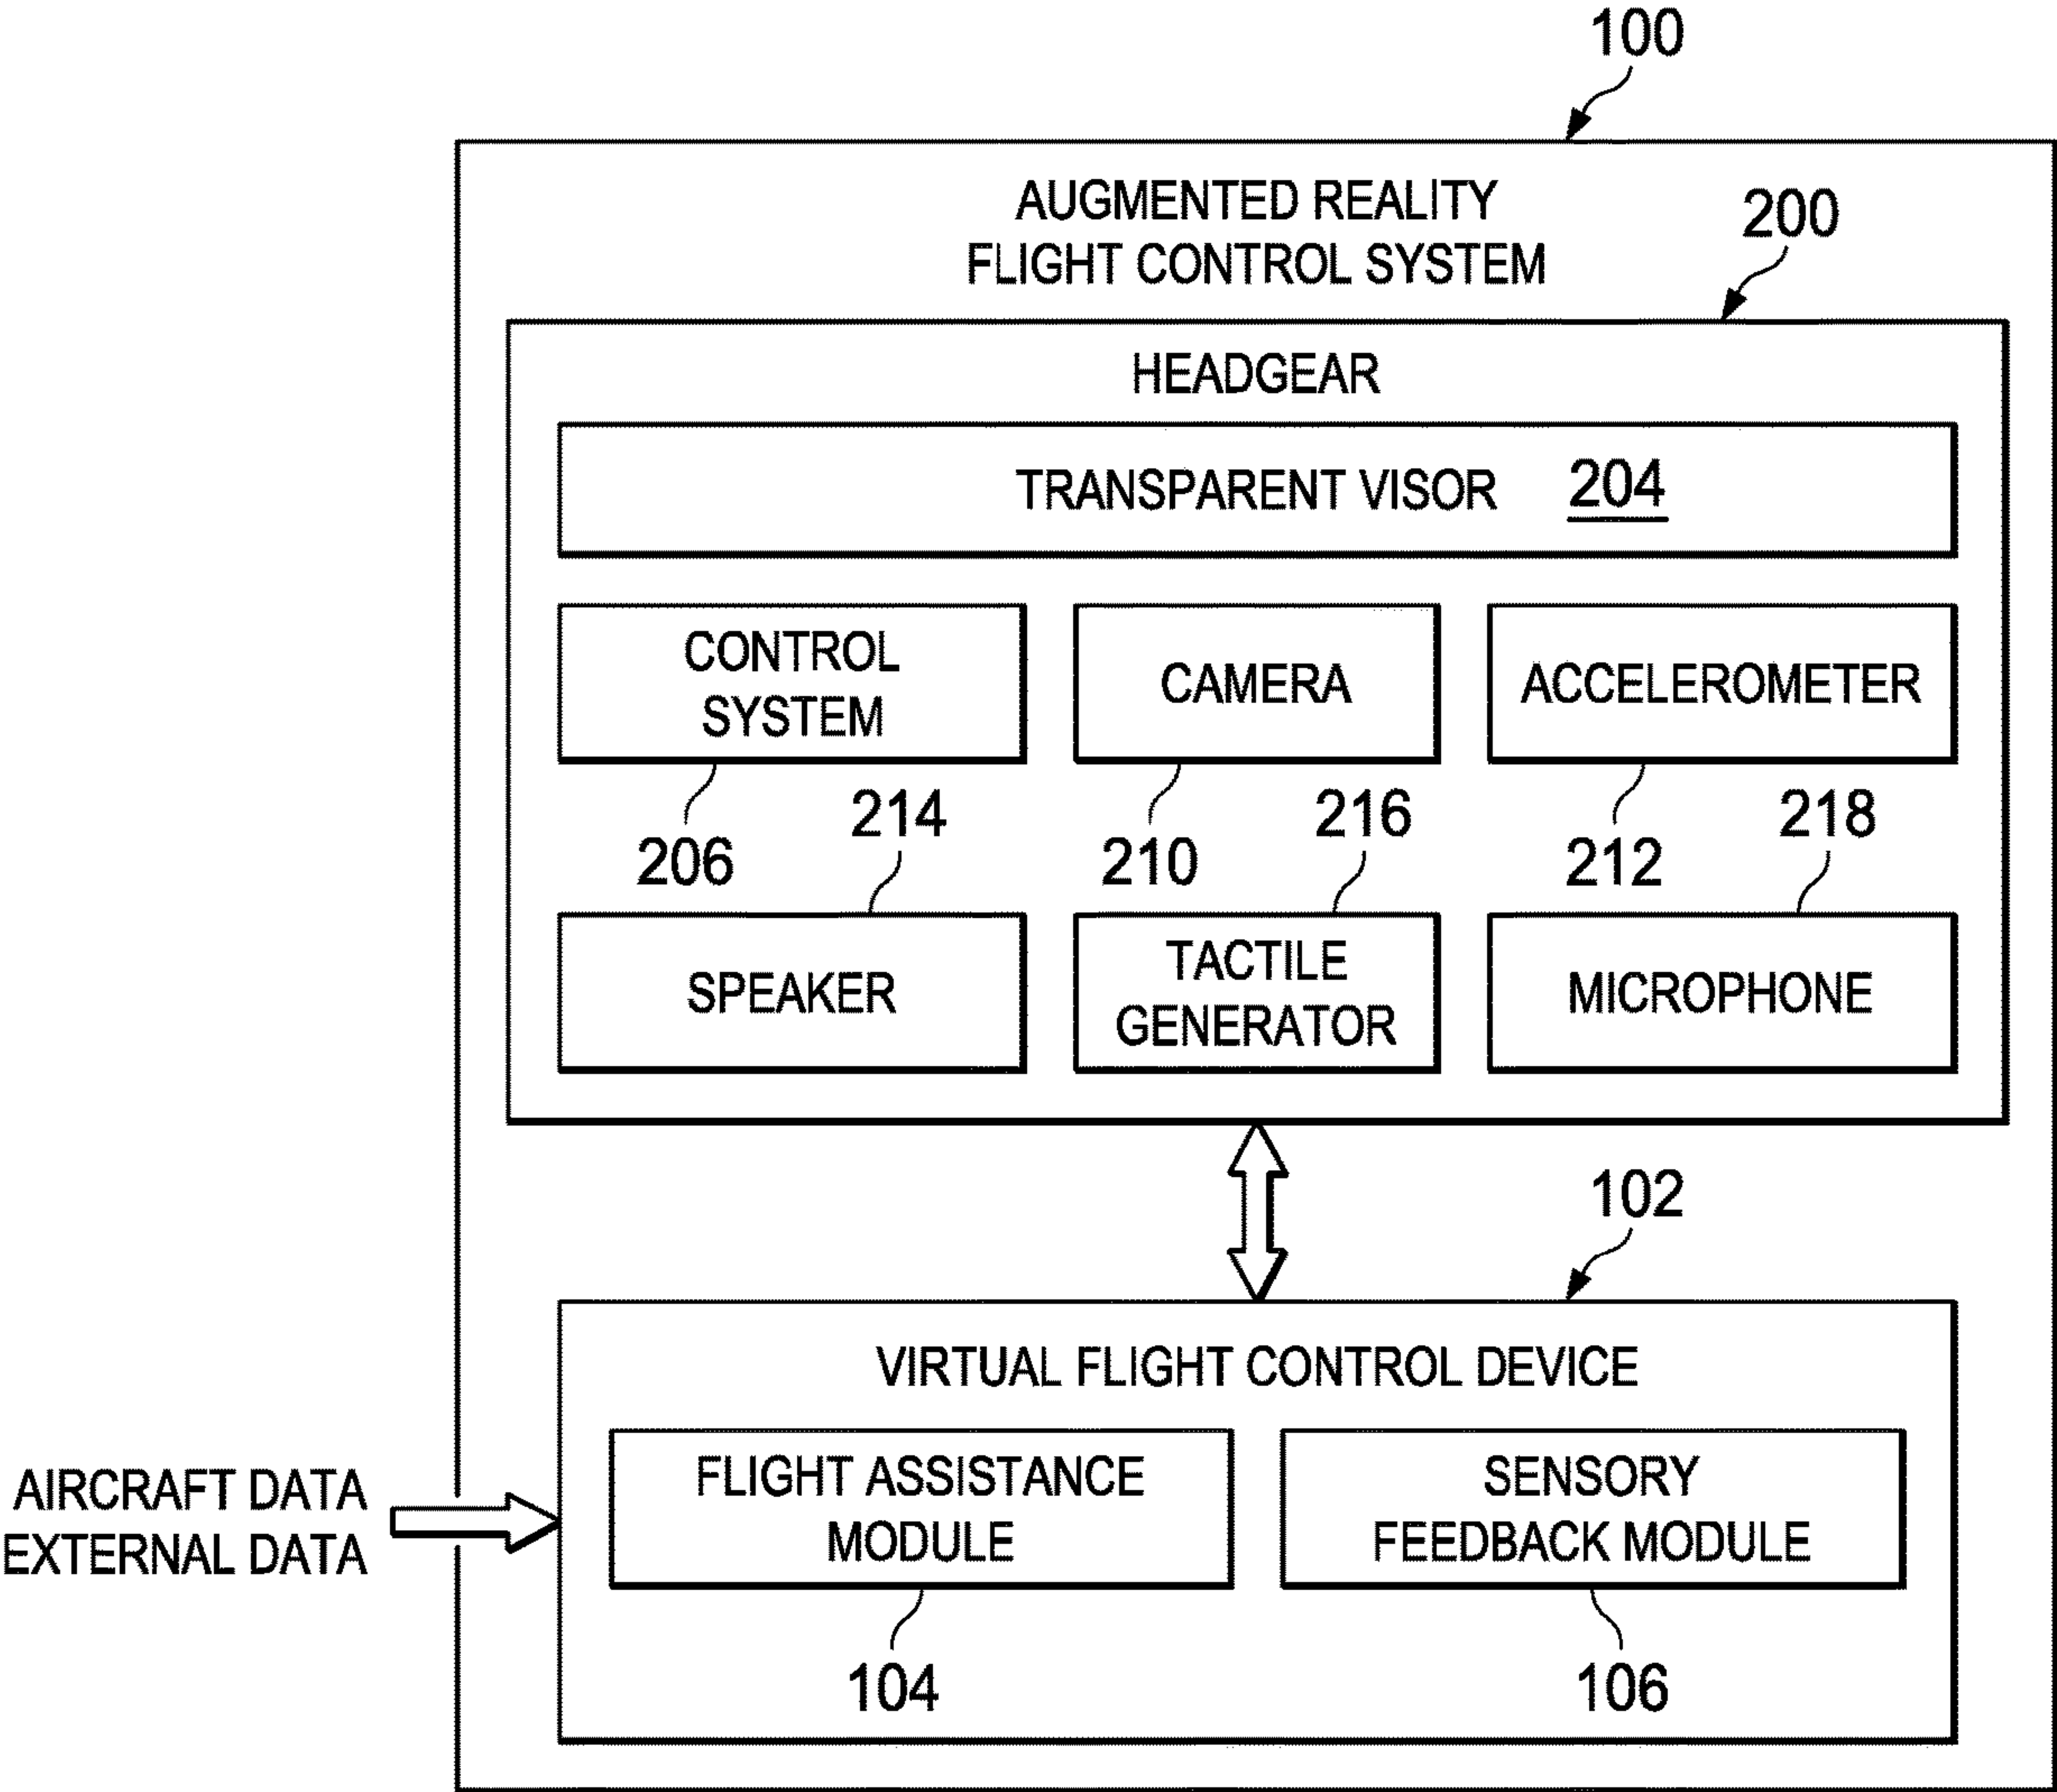 100
AUGMENTED REALITY
FLIGHT CONTROL SYSTEM
200
HEADGEAR
TRANSPARENT VISOR 204
CONTROL
SYSTEM
CAMERA
ACCELEROMETER
206
214
210
216
212
218
SPEAKER
TACTILE
GENERATOR
MICROPHONE
102
VIRTUAL FLIGHT CONTROL DEVICE
AIRCRAFT DATA
EXTERNAL DATA
FLIGHT ASSISTANCE
MODULE
SENSORY
FEEDBACK MODULE
104
106